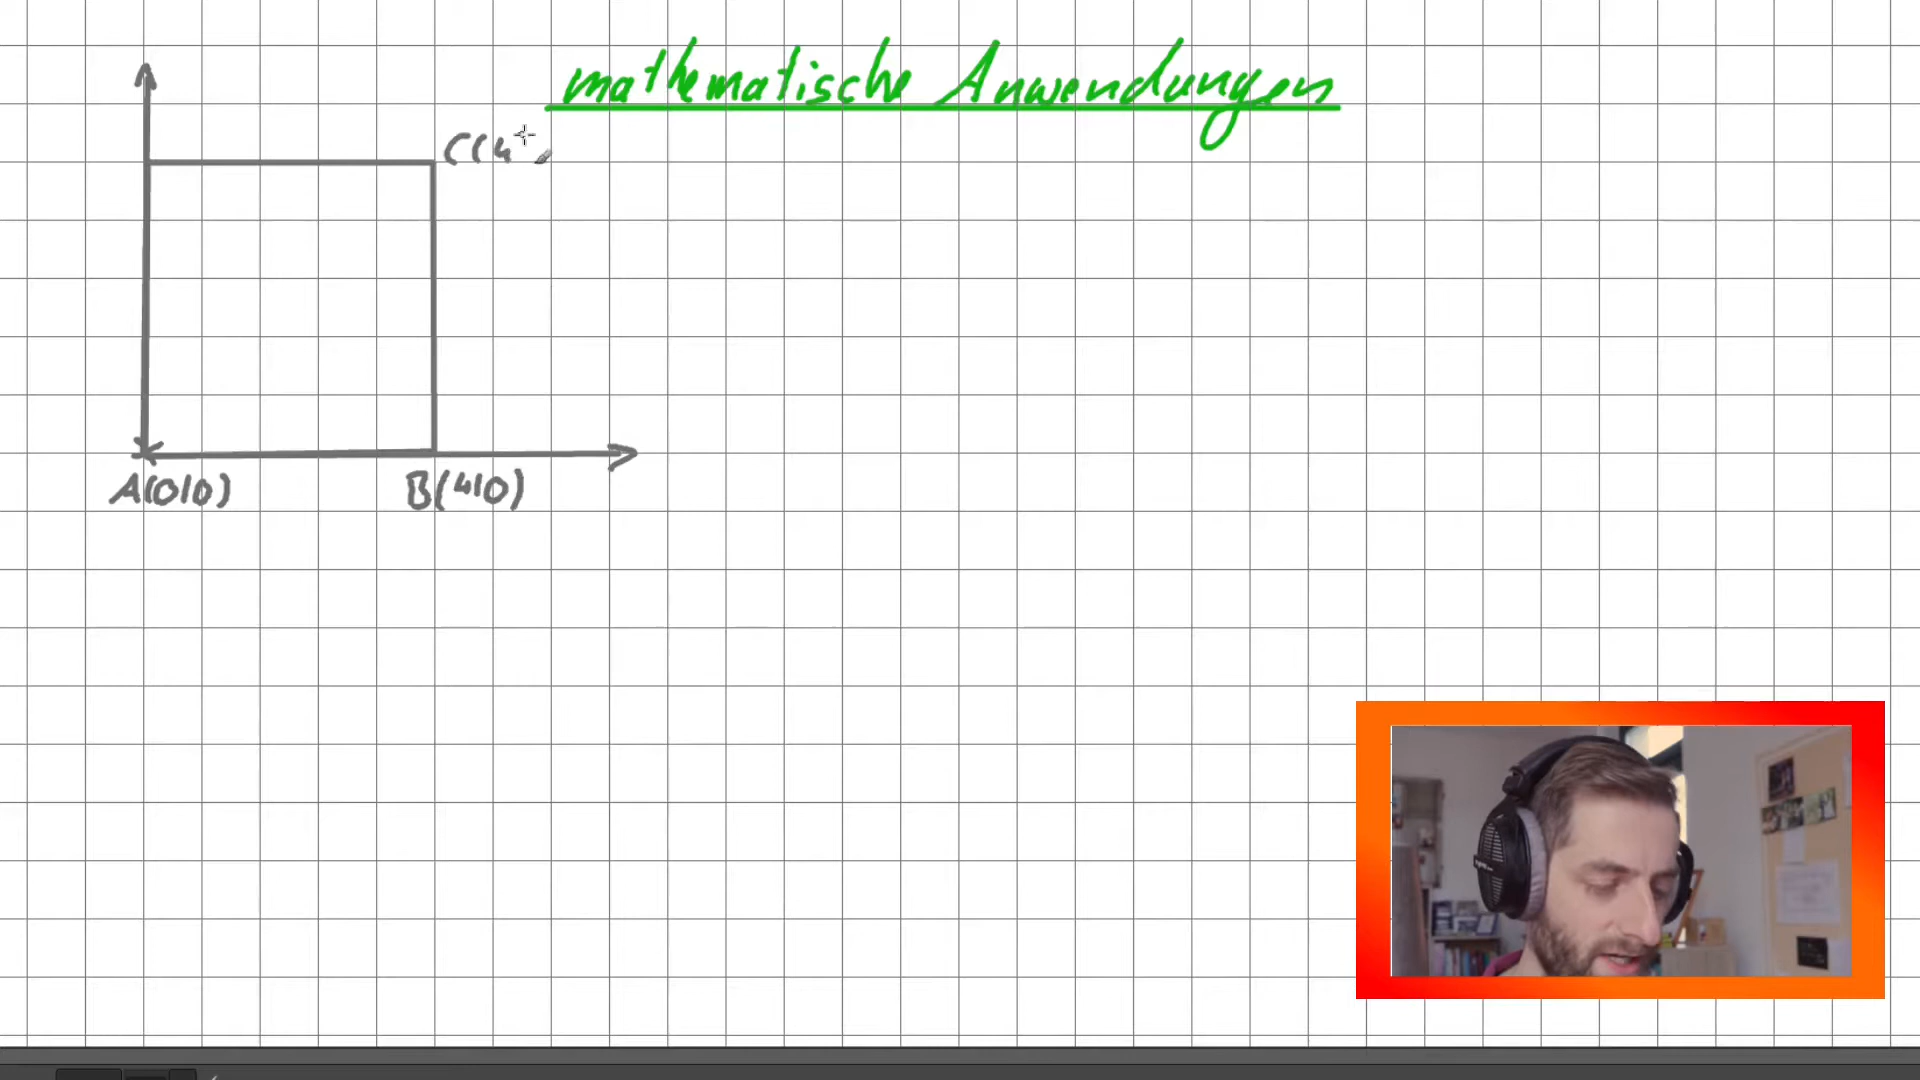 mathematische Anwendungen
C(4
A(0|0)
B(4|0)